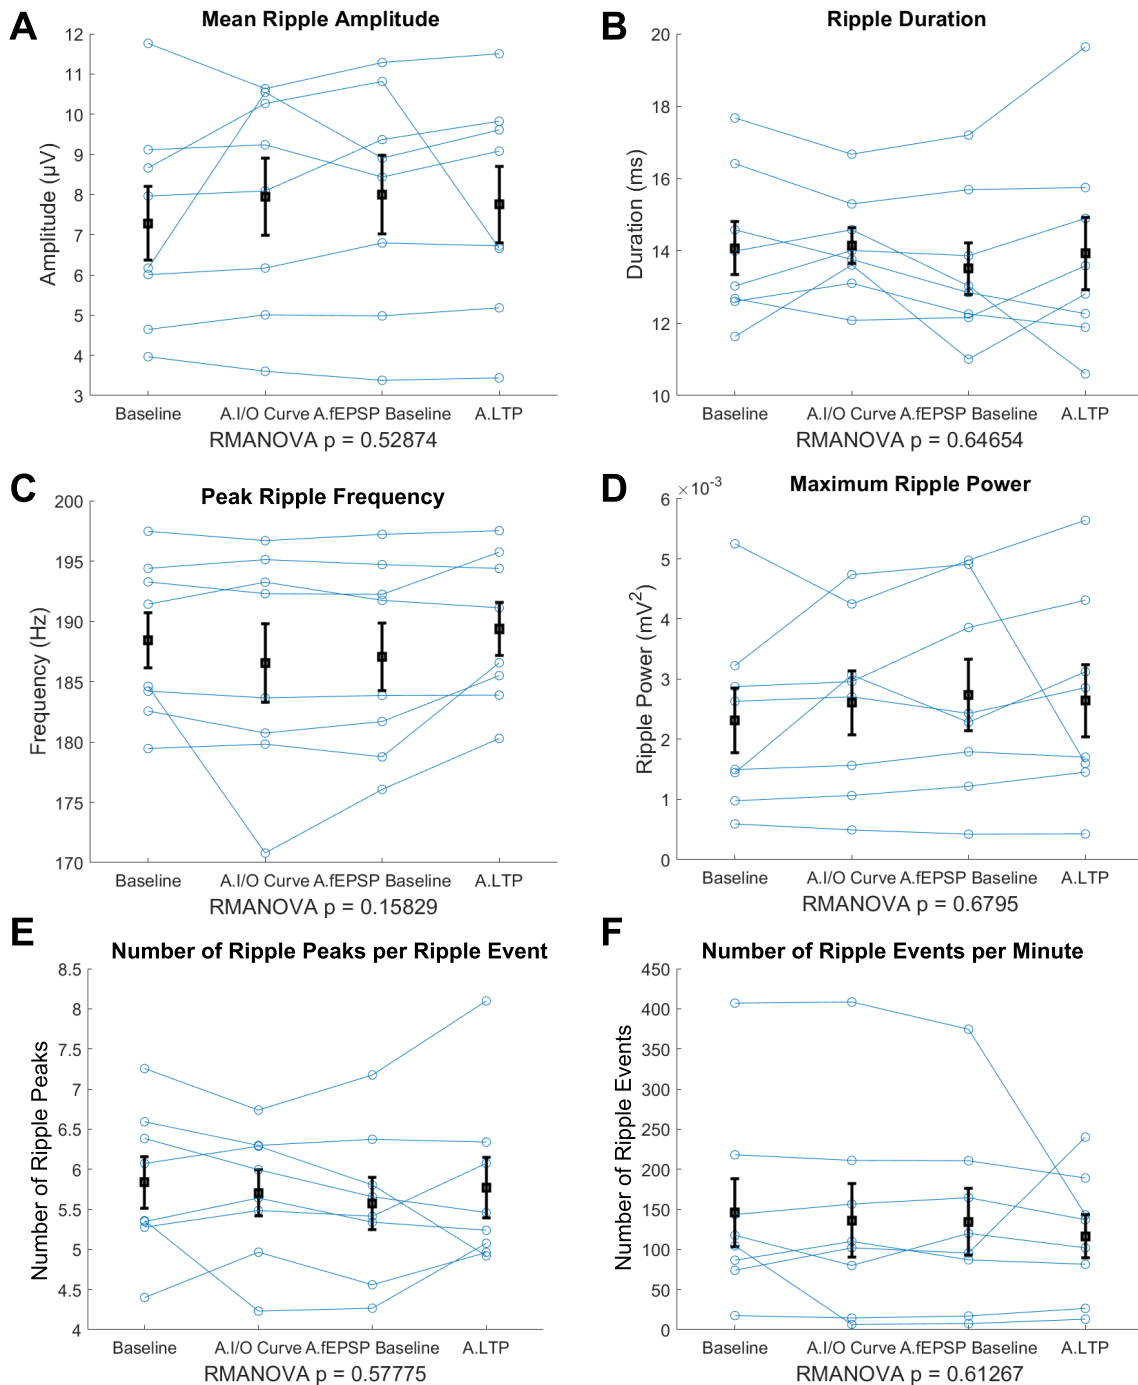 A
Mean Ripple Amplitude
12
11
10
9
8
7
6
5
4
3
Amplitude (µV)
Baseline
A.I/O Curve
A.fEPSP Baseline
A.LTP
RMANOVA p = 0.52874
B
Ripple Duration
20
18
16
14
12
10
Duration (ms)
Baseline
A.I/O Curve
A.fEPSP Baseline
A.LTP
RMANOVA p = 0.64654
C
Peak Ripple Frequency
200
195
190
185
180
175
170
Frequency (Hz)
Baseline
A.I/O Curve
A.fEPSP Baseline
A.LTP
RMANOVA p = 0.15829
D
Maximum Ripple Power
×10⁻³
6
5
4
3
2
1
0
Ripple Power (mV²)
Baseline
A.I/O Curve
A.fEPSP Baseline
A.LTP
RMANOVA p = 0.6795
E
Number of Ripple Peaks per Ripple Event
8.5
8
7.5
7
6.5
6
5.5
5
4.5
4
Number of Ripple Peaks
Baseline
A.I/O Curve
A.fEPSP Baseline
A.LTP
RMANOVA p = 0.57775
F
Number of Ripple Events per Minute
450
400
350
300
250
200
150
100
50
0
Number of Ripple Events
Baseline
A.I/O Curve
A.fEPSP Baseline
A.LTP
RMANOVA p = 0.61267